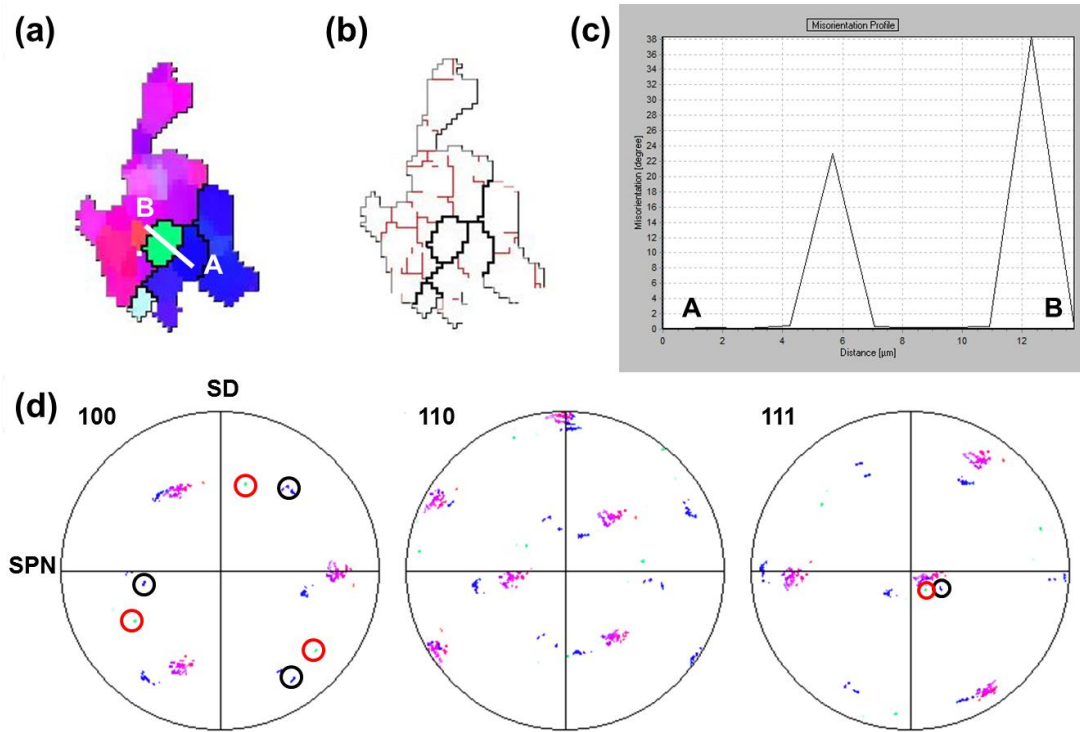 (a)
(b)
(c)
B
A
Misorientation Profile
Misorientation [degree]
38
36
34
32
30
28
26
24
22
20
18
16
14
12
10
8
6
4
2
0
A
B
0
2
4
6
8
10
12
Distance [μm]
(d)
SD
100
110
111
SPN